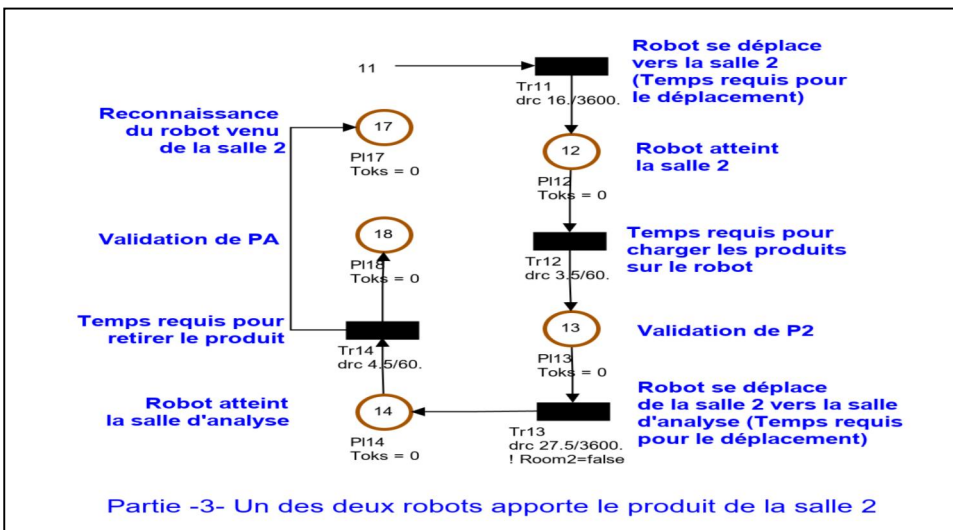 Robot se déplace
vers la salle 2
(Temps requis pour
le déplacement)
11
Tr11
drc 16./3600.
Reconnaissance
du robot venu
de la salle 2
17
Pl17
Toks = 0
12
Pl12
Toks = 0
Robot atteint
la salle 2
Validation de PA
18
Pl18
Toks = 0
Tr12
drc 3.5/60.
Temps requis pour
charger les produits
sur le robot
Temps requis pour
retirer le produit
Tr14
drc 4.5/60.
13
Pl13
Toks = 0
Validation de P2
Robot atteint
la salle d'analyse
14
Pl14
Toks = 0
Tr13
drc 27.5/3600.
! Room2=false
Robot se déplace
de la salle 2 vers la salle
d'analyse (Temps requis
pour le déplacement)
Partie -3- Un des deux robots apporte le produit de la salle 2